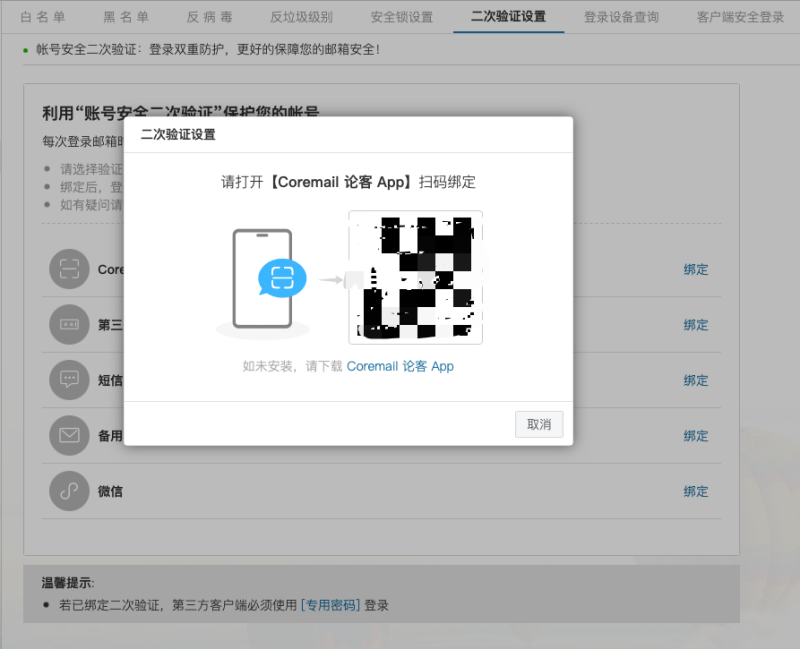 白 名 单 黑 名 单 反 病 毒 反垃圾级别 安全锁设置 二次验证设置 登录设备查询 客户端安全登录
帐号安全二次验证：登录双重防护，更好的保障您的邮箱安全！
利用“账号安全二次验证”保护您的帐号
每次登录邮箱时
二次验证设置
请选择验证
绑定后，登
如有疑问请
请打开【Coremail 论客 App】扫码绑定
Core 绑定
第三 绑定
短信 绑定
如未安装，请下载 Coremail 论客 App
备用 绑定
取消
微信 绑定
温馨提示:
若已绑定二次验证，第三方客户端必须使用 [专用密码] 登录